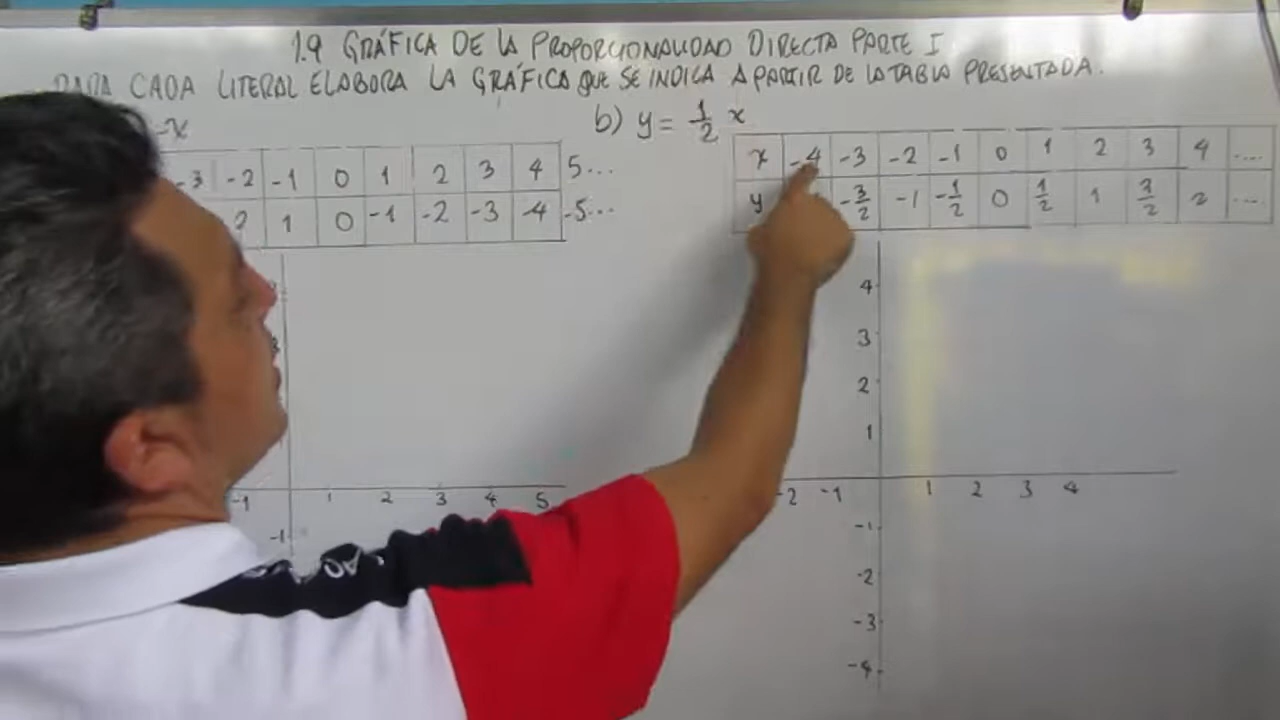 1.9 GRÁFICA DE LA PROPORCIONALIDAD DIRECTA PARTE I
PARA CADA LITERAL ELABORA LA GRÁFICA QUE SE INDICA A PARTIR DE LA TABLA PRESENTADA.
-x
-3 -2 -1 0 1 2 3 4 5...
2 1 0 -1 -2 -3 -4 -5...
-1 1 2 3 4 5
-1
b) y = 1/2 x
x -4 -3 -2 -1 0 1 2 3 4 ....
y -3/2 -1 -1/2 0 1/2 1 3/2 2 ....
4
3
2
1
-2 -1 1 2 3 4
-1
-2
-3
-4